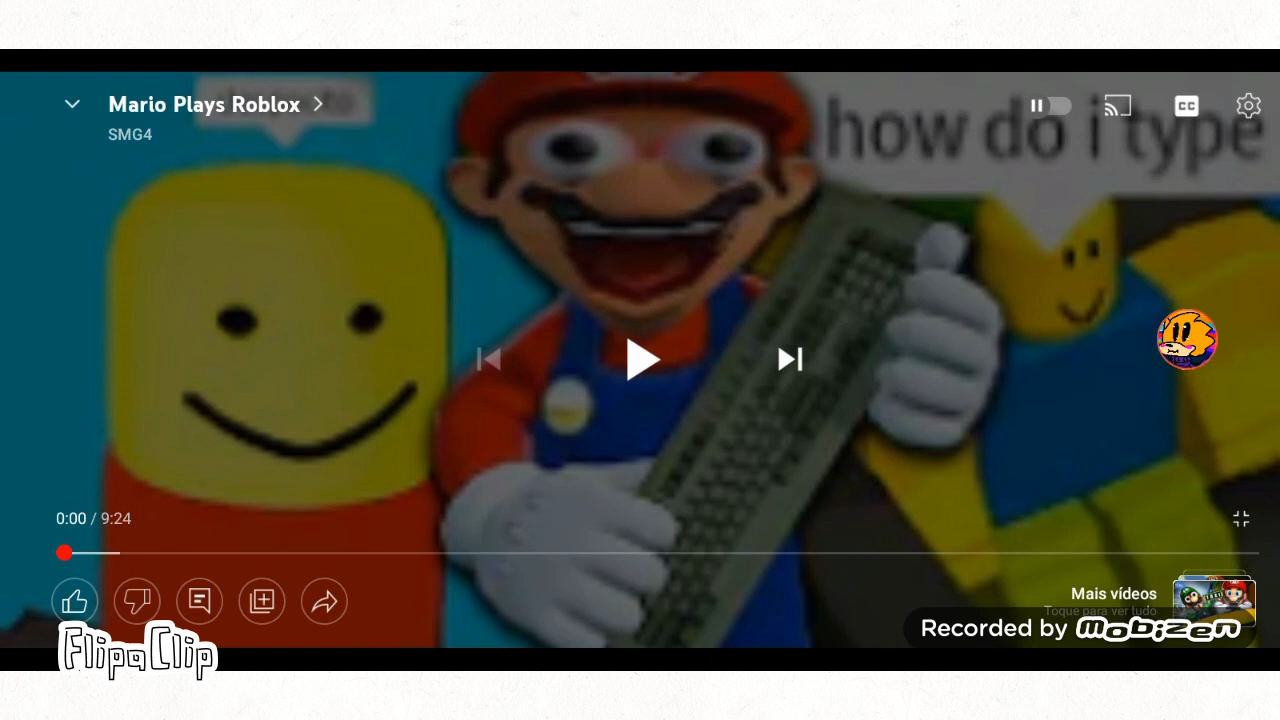 Mario Plays Roblox
SMG4
how do i type
CC
0:00 / 9:24
Mais vídeos
Toque para ver tudo
Recorded by Mobizen
FlipaClip